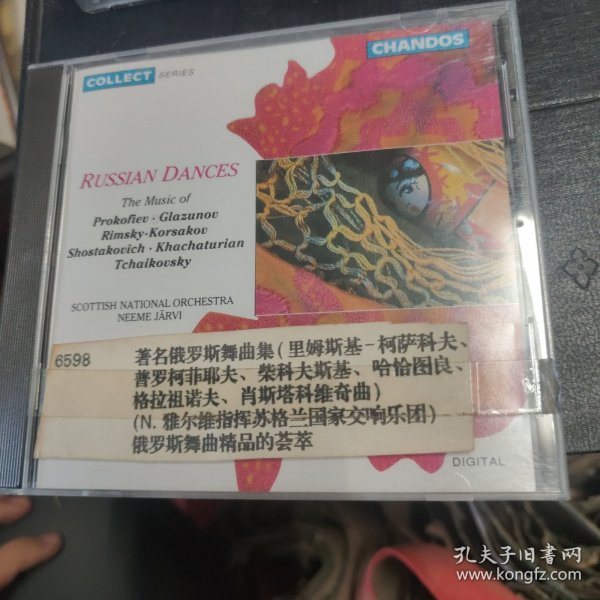 COLLECT SERIES
CHANDOS
RUSSIAN DANCES
The Music of
Prokofiev · Glazunov
Rimsky-Korsakov
Shostakovich · Khachaturian
Tchaikovsky
SCOTTISH NATIONAL ORCHESTRA
NEEME JÄRVI
6598
著名俄罗斯舞曲集(里姆斯基-柯萨科夫、
普罗柯菲耶夫、柴科夫斯基、哈恰图良、
格拉祖诺夫、肖斯塔科维奇曲)
(N. 雅尔维指挥苏格兰国家交响乐团)
俄罗斯舞曲精品的荟萃
DIGITAL
孔夫子旧书网
www.kongfz.com